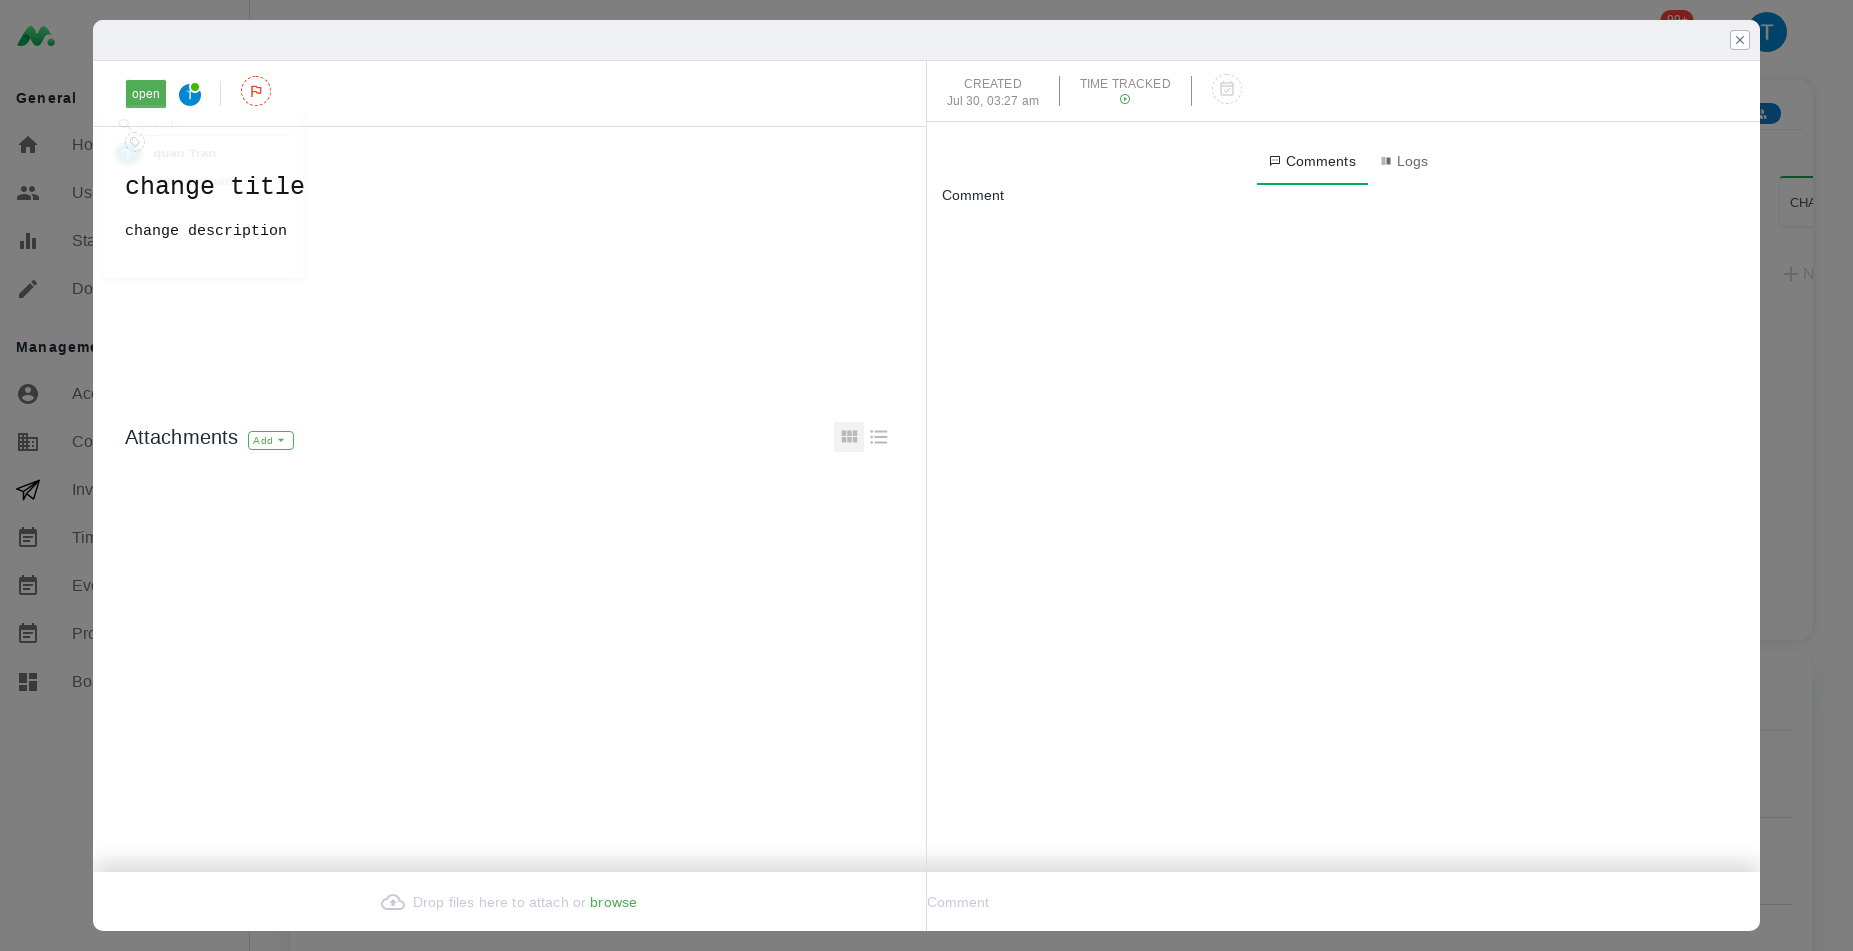 General
Ho
Us
Sta
Do
Manageme
Acc
Co
Inv
Tim
Eve
Pro
Bo
99+
T
CHA
N
open
T
quan Tran
change title
change description
Attachments
Add
Drop files here to attach or browse
CREATED
Jul 30, 03:27 am
TIME TRACKED
Comments
Logs
Comment
Comment